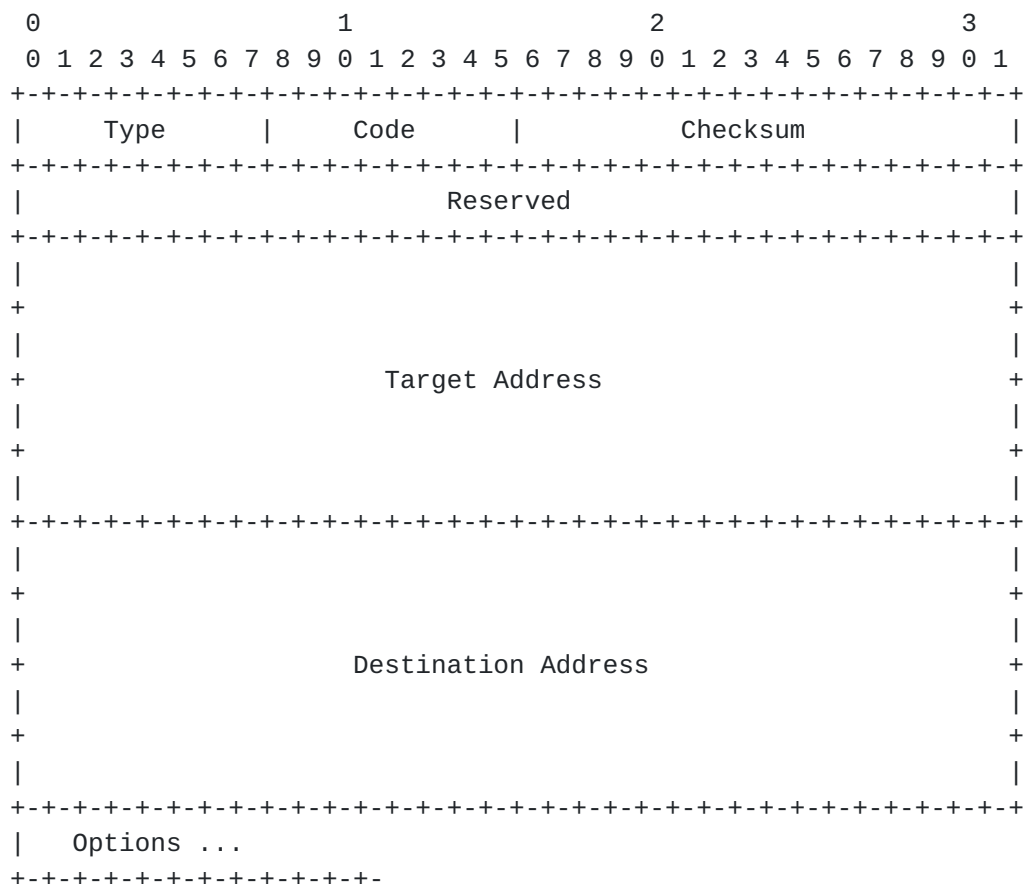 0                   1                   2                   3
 0 1 2 3 4 5 6 7 8 9 0 1 2 3 4 5 6 7 8 9 0 1 2 3 4 5 6 7 8 9 0 1
+-+-+-+-+-+-+-+-+-+-+-+-+-+-+-+-+-+-+-+-+-+-+-+-+-+-+-+-+-+-+-+-+
|     Type      |     Code      |          Checksum             |
+-+-+-+-+-+-+-+-+-+-+-+-+-+-+-+-+-+-+-+-+-+-+-+-+-+-+-+-+-+-+-+-+
|                           Reserved                            |
+-+-+-+-+-+-+-+-+-+-+-+-+-+-+-+-+-+-+-+-+-+-+-+-+-+-+-+-+-+-+-+-+
|                                                               |
+                                                               +
|                                                               |
+                       Target Address                          +
|                                                               |
+                                                               +
|                                                               |
+-+-+-+-+-+-+-+-+-+-+-+-+-+-+-+-+-+-+-+-+-+-+-+-+-+-+-+-+-+-+-+-+
|                                                               |
+                                                               +
|                                                               |
+                     Destination Address                       +
|                                                               |
+                                                               +
|                                                               |
+-+-+-+-+-+-+-+-+-+-+-+-+-+-+-+-+-+-+-+-+-+-+-+-+-+-+-+-+-+-+-+-+
|   Options ...
+-+-+-+-+-+-+-+-+-+-+-+-